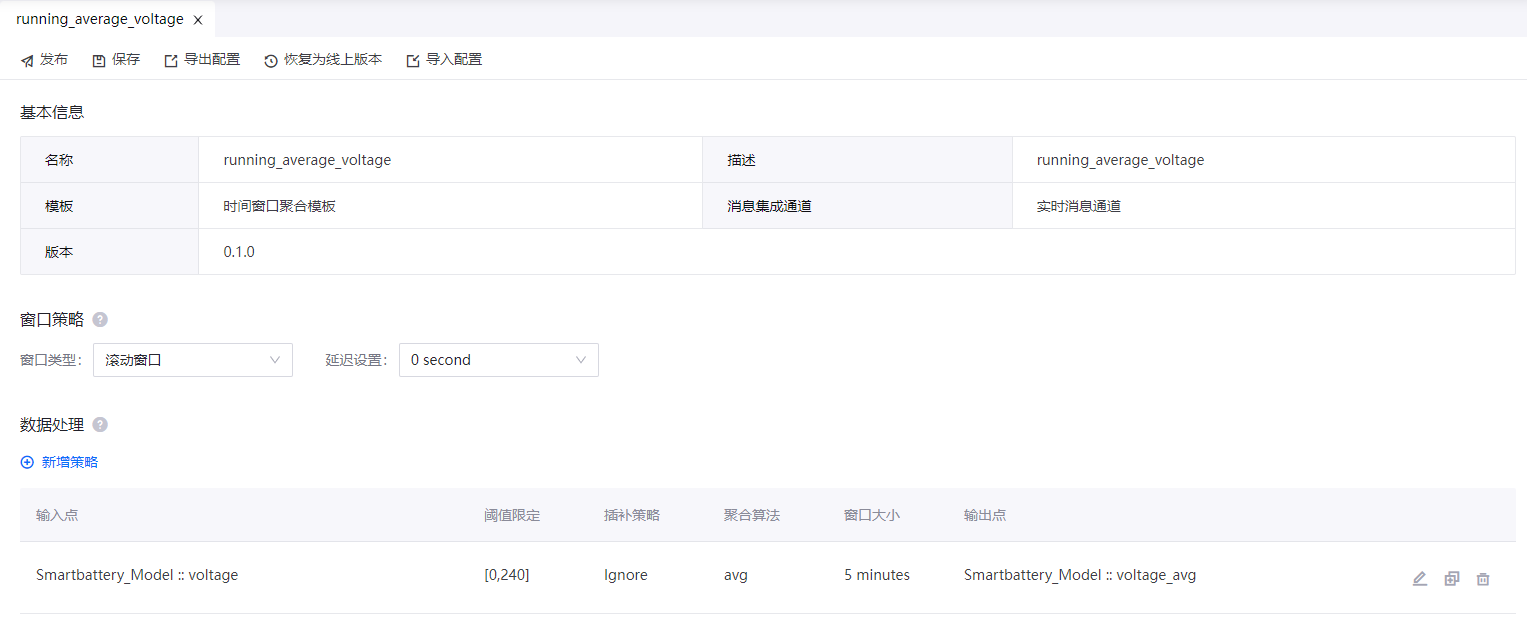 running_average_voltage
发布 保存 导出配置 恢复为线上版本 导入配置
基本信息
名称 running_average_voltage 描述 running_average_voltage
模板 时间窗口聚合模板 消息集成通道 实时消息通道
版本 0.1.0
窗口策略 ?
窗口类型: 滚动窗口 延迟设置: 0 second
数据处理 ?
新增策略
输入点 阈值限定 插补策略 聚合算法 窗口大小 输出点
Smartbattery_Model :: voltage [0,240] Ignore avg 5 minutes Smartbattery_Model :: voltage_avg